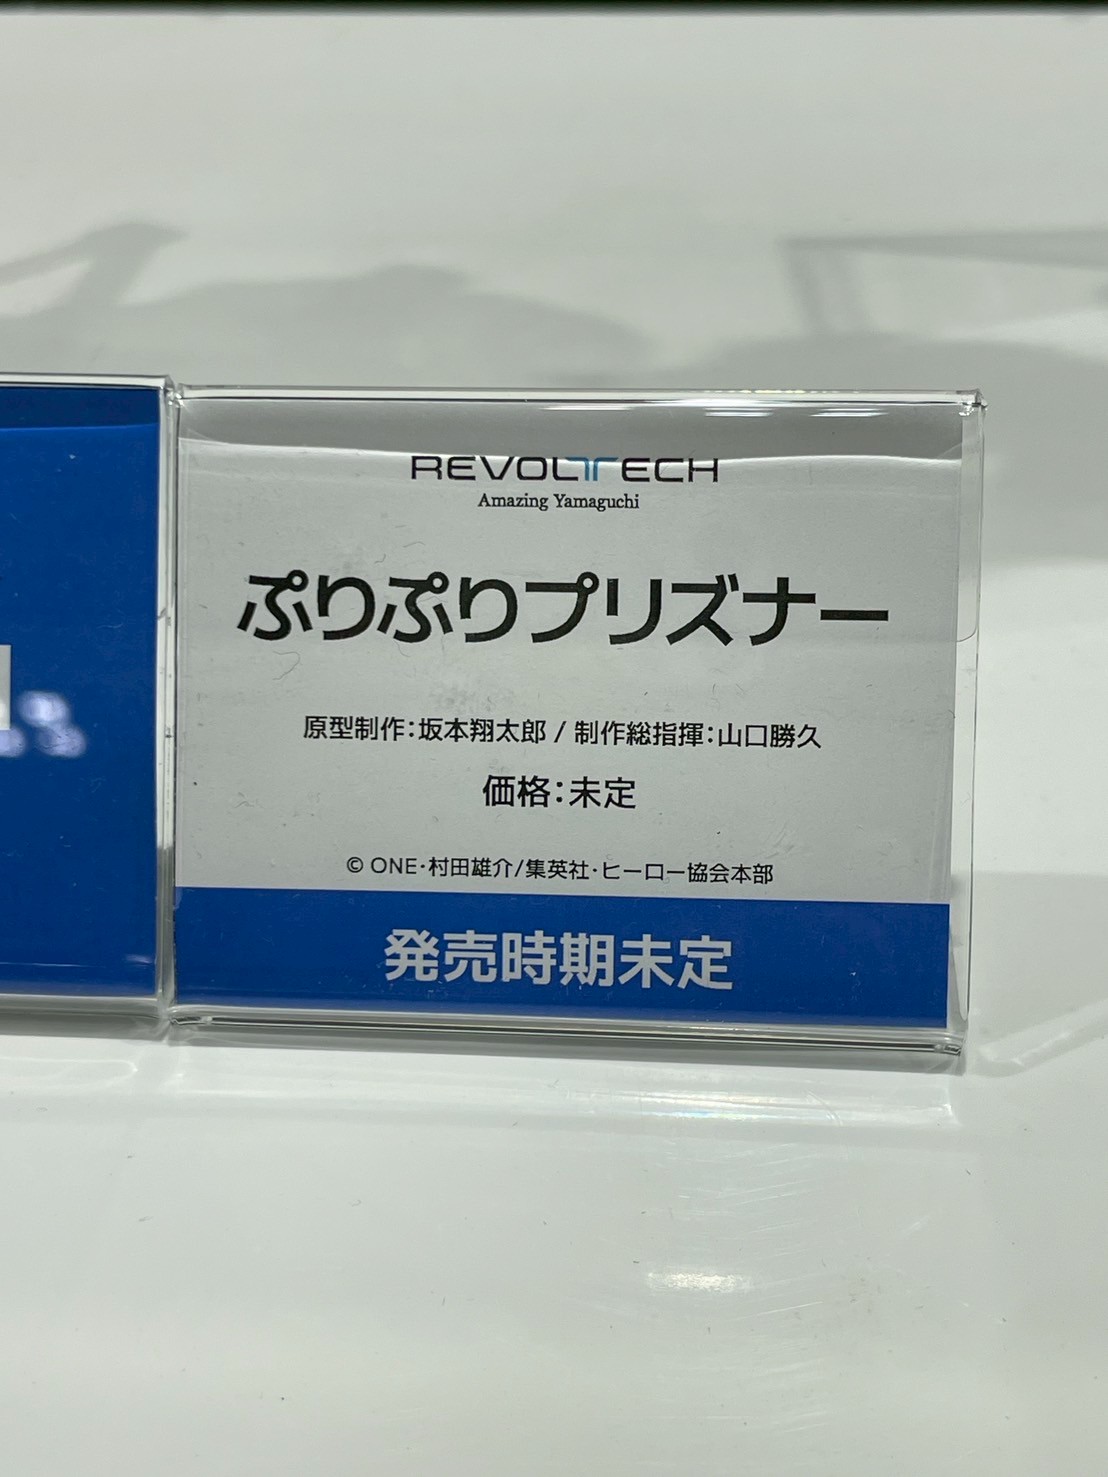 REVOLTECH
Amazing Yamaguchi
ぷりぷりプリズナー
原型制作：坂本翔太郎 / 制作総指揮：山口勝久
価格：未定
© ONE・村田雄介/集英社・ヒーロー協会本部
発売時期未定